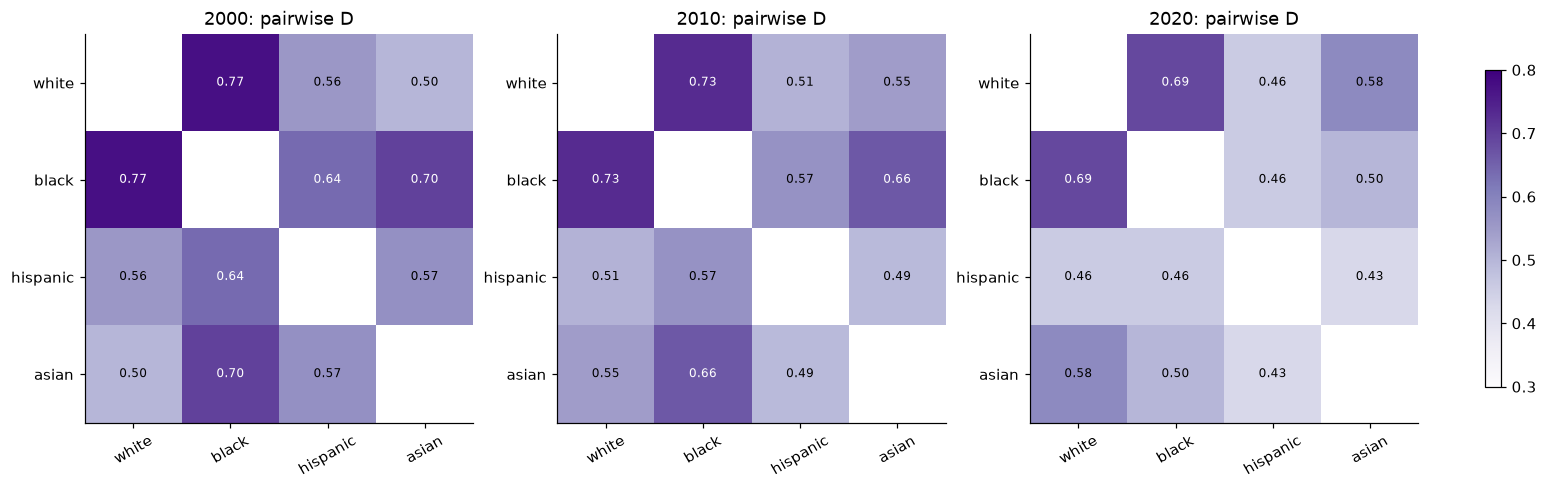 2000: pairwise D
white 0.77 0.56 0.50
black 0.77 0.64 0.70
hispanic 0.56 0.64 0.57
asian 0.50 0.70 0.57
white black hispanic asian
2010: pairwise D
white 0.73 0.51 0.55
black 0.73 0.57 0.66
hispanic 0.51 0.57 0.49
asian 0.55 0.66 0.49
white black hispanic asian
2020: pairwise D
white 0.69 0.46 0.58
black 0.69 0.46 0.50
hispanic 0.46 0.46 0.43
asian 0.58 0.50 0.43
white black hispanic asian
0.8
0.7
0.6
0.5
0.4
0.3